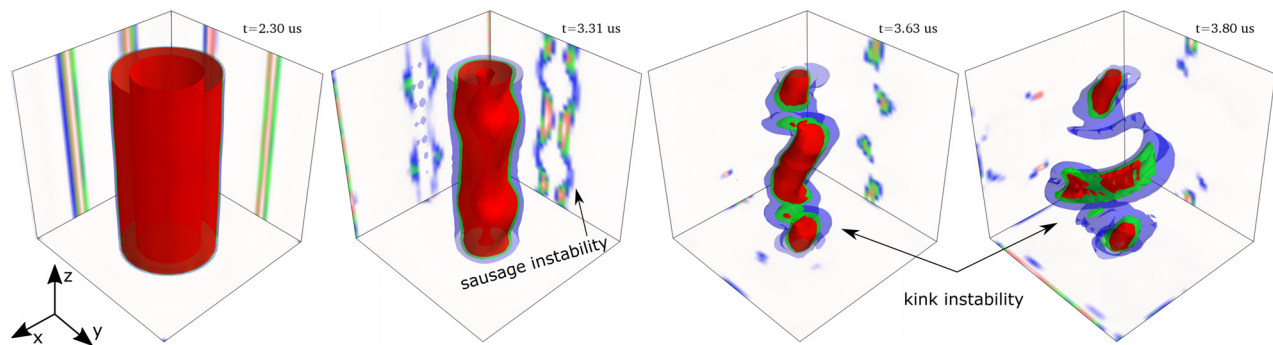 t=2.30 us
t=3.31 us
t=3.63 us
t=3.80 us
sausage instability
kink instability
z
x
y